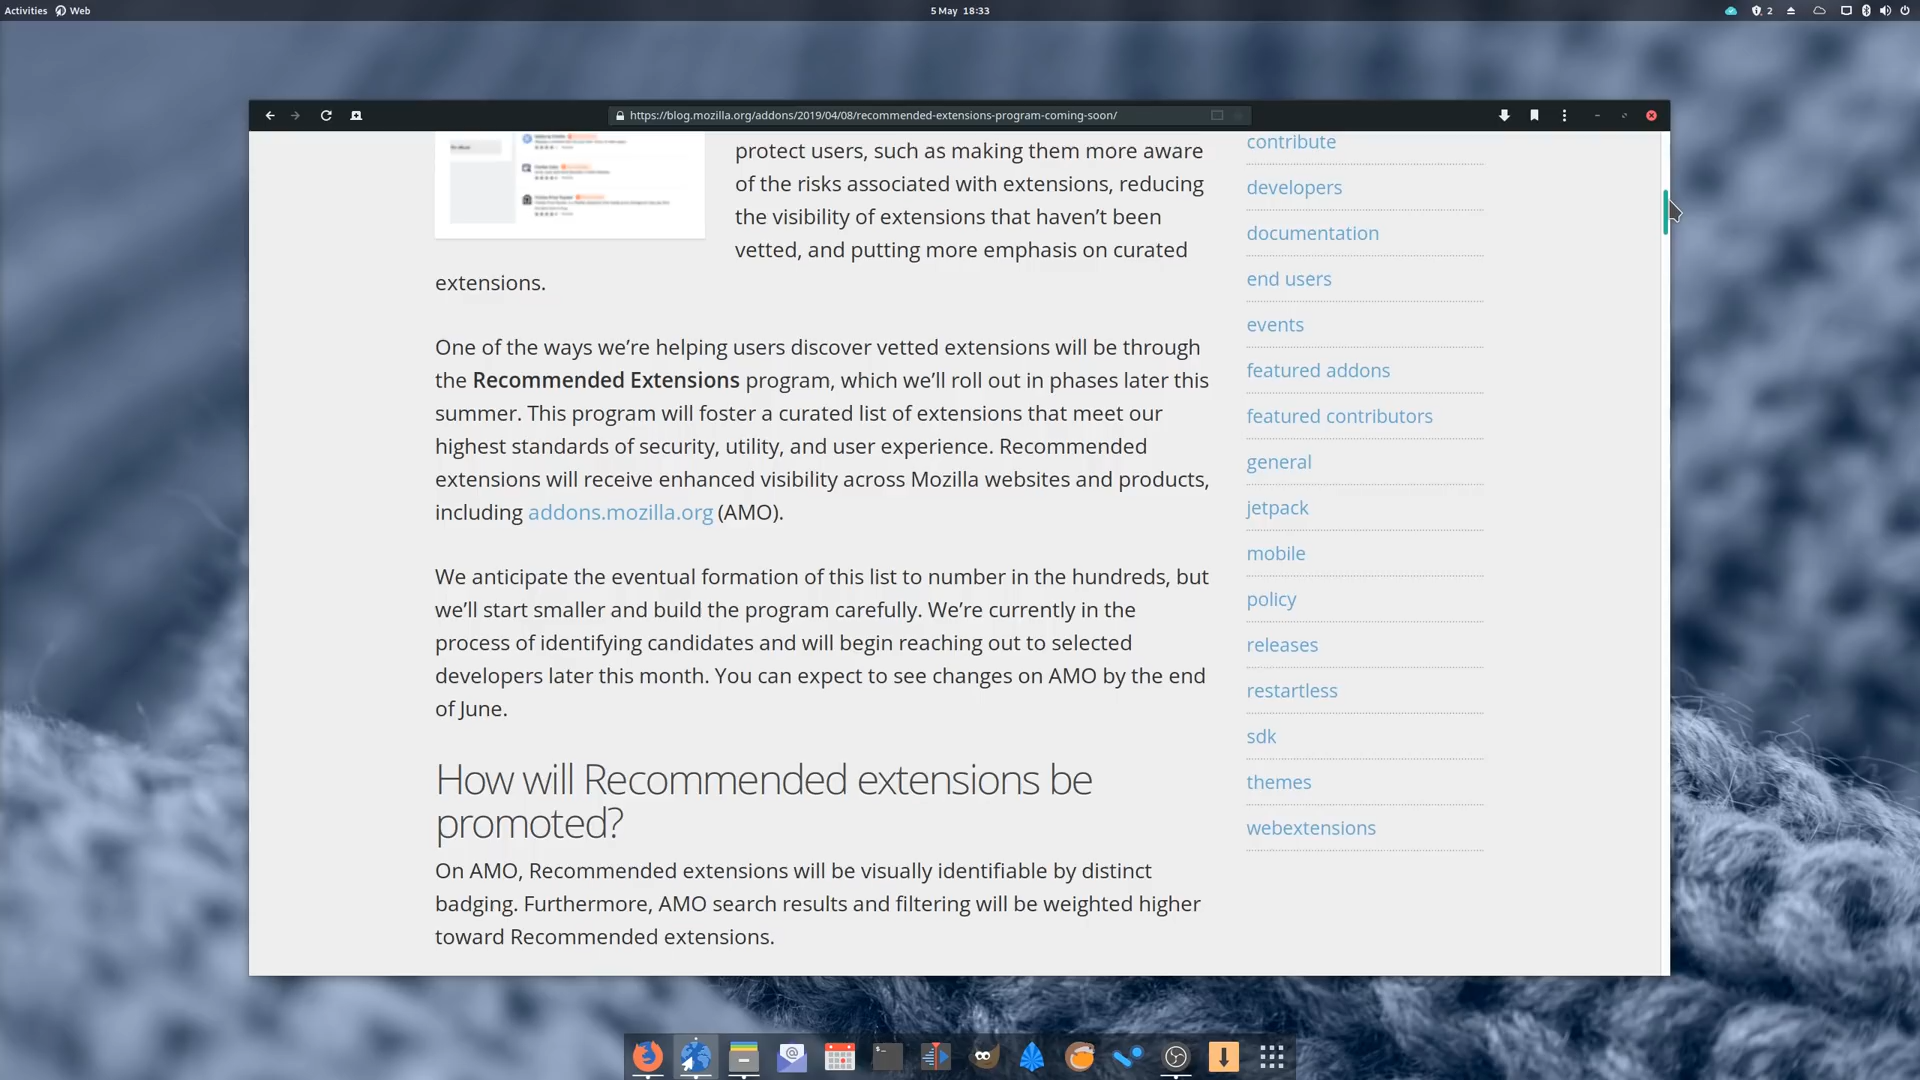 Activities Web
5 May 18:33
2
https://blog.mozilla.org/addons/2019/04/08/recommended-extensions-program-coming-soon/
protect users, such as making them more aware
of the risks associated with extensions, reducing
the visibility of extensions that haven’t been
vetted, and putting more emphasis on curated
extensions.
One of the ways we’re helping users discover vetted extensions will be through
the Recommended Extensions program, which we’ll roll out in phases later this
summer. This program will foster a curated list of extensions that meet our
highest standards of security, utility, and user experience. Recommended
extensions will receive enhanced visibility across Mozilla websites and products,
including addons.mozilla.org (AMO).
We anticipate the eventual formation of this list to number in the hundreds, but
we’ll start smaller and build the program carefully. We’re currently in the
process of identifying candidates and will begin reaching out to selected
developers later this month. You can expect to see changes on AMO by the end
of June.
How will Recommended extensions be
promoted?
On AMO, Recommended extensions will be visually identifiable by distinct
badging. Furthermore, AMO search results and filtering will be weighted higher
toward Recommended extensions.
contribute
developers
documentation
end users
events
featured addons
featured contributors
general
jetpack
mobile
policy
releases
restartless
sdk
themes
webextensions